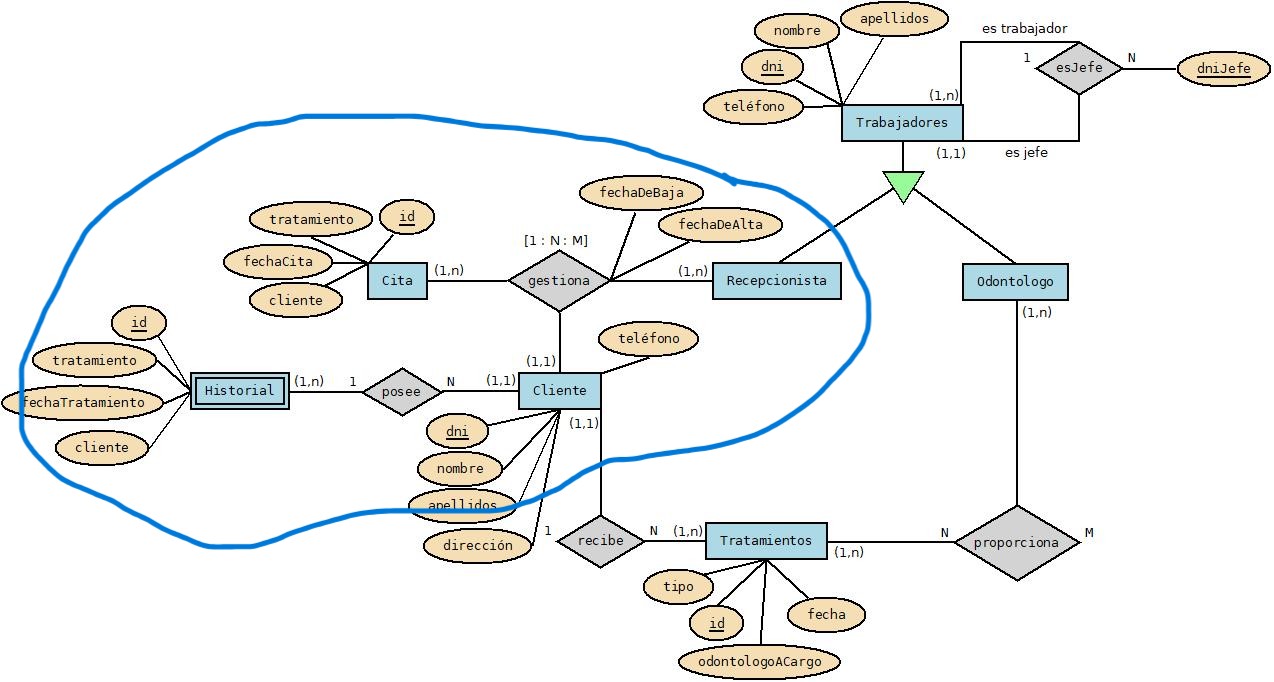 apellidos
nombre
es trabajador
dni
1
esJefe
N
dniJefe
teléfono
(1,n)
Trabajadores
(1,1)
es jefe
fechaDeBaja
tratamiento
id
fechaDeAlta
[1 : N : M]
fechaCita
(1,n)
(1,n)
Cita
gestiona
Recepcionista
Odontologo
cliente
(1,n)
id
teléfono
tratamiento
(1,1)
(1,n)
1
N
(1,1)
Historial
posee
Cliente
fechaTratamiento
(1,1)
dni
cliente
nombre
apellidos
1
N
(1,n)
N
M
dirección
recibe
Tratamientos
(1,n)
proporciona
tipo
id
fecha
odontologoACargo